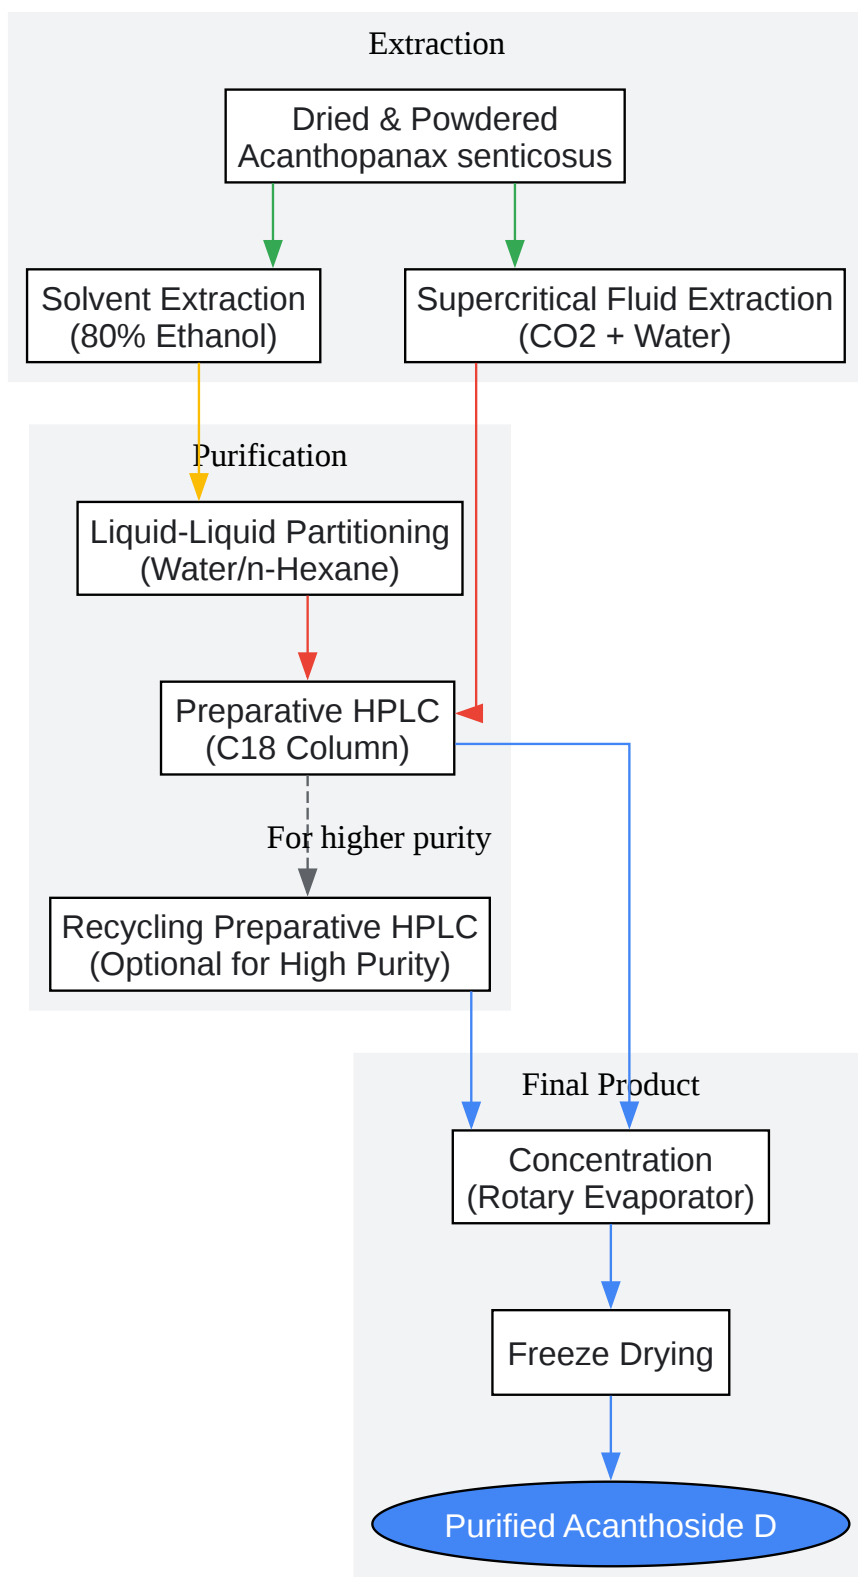 Extraction
Dried & Powdered
Acanthopanax senticosus
Solvent Extraction
(80% Ethanol)
Supercritical Fluid Extraction
(CO2 + Water)
Purification
Liquid-Liquid Partitioning
(Water/n-Hexane)
Preparative HPLC
(C18 Column)
For higher purity
Recycling Preparative HPLC
(Optional for High Purity)
Final Product
Concentration
(Rotary Evaporator)
Freeze Drying
Purified Acanthoside D